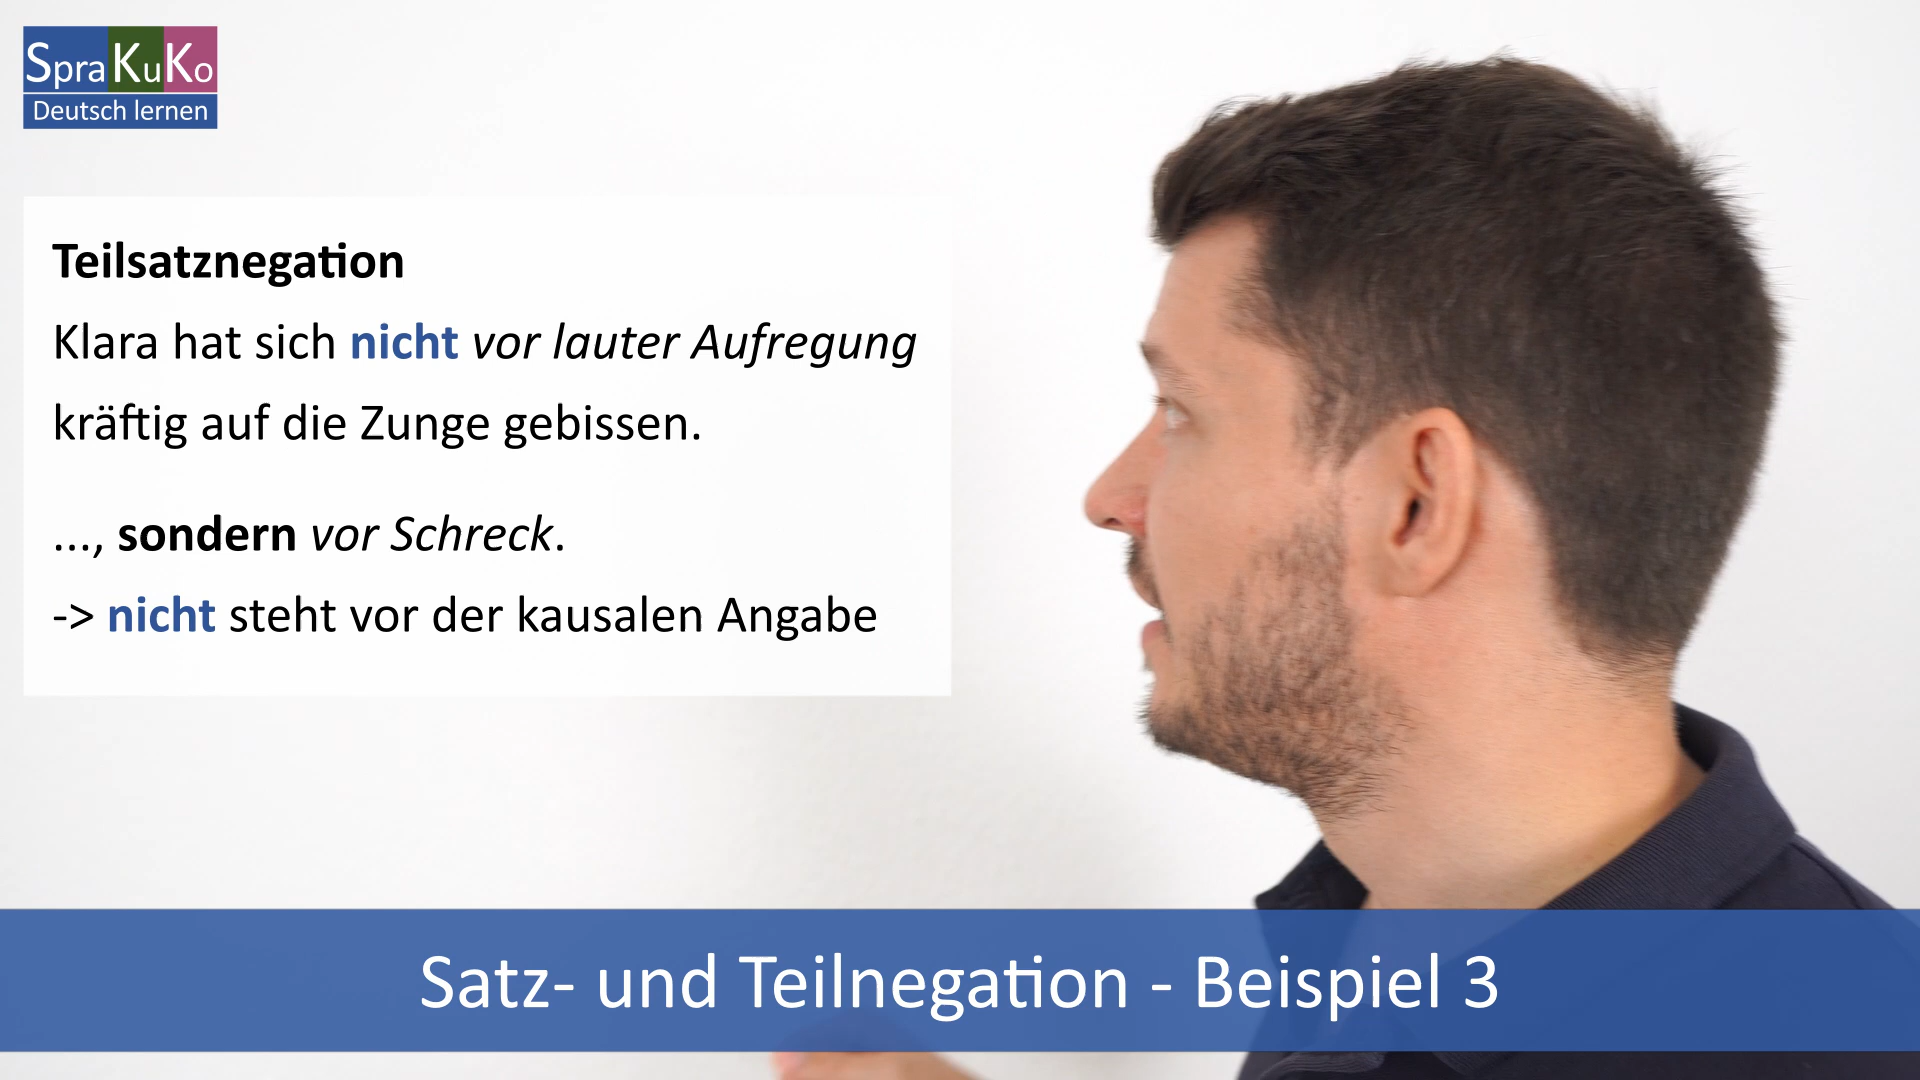 SpraKuKo
Deutsch lernen
Teilsatznegation
Klara hat sich nicht vor lauter Aufregung
kräftig auf die Zunge gebissen.
..., sondern vor Schreck.
-> nicht steht vor der kausalen Angabe
Satz- und Teilnegation - Beispiel 3